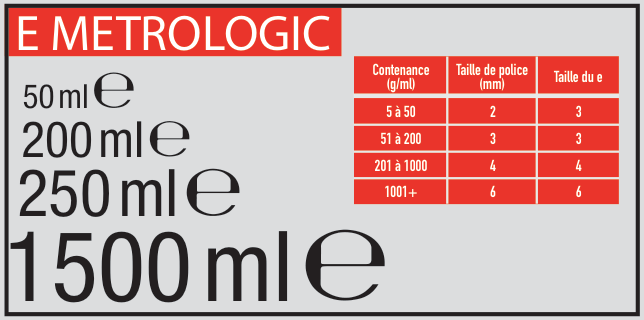 E METROLOGIC
50 ml ℮
200 ml ℮
250 ml ℮
1500 ml ℮
Contenance (g/ml) Taille de police (mm) Taille du e
5 à 50 2 3
51 à 200 3 3
201 à 1000 4 4
1001+ 6 6